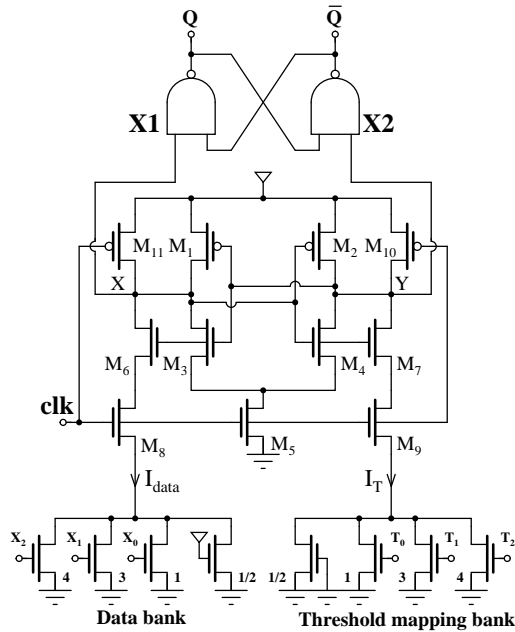 Q Q̅
X1 X2
M11 M1 M2 M10
X Y
M6 M3 M4 M7
clk
M8 M5 M9
Idata IT
X2 X1 X0 T0 T1 T2
4 3 1 1/2 1/2 1 3 4
Data bank Threshold mapping bank